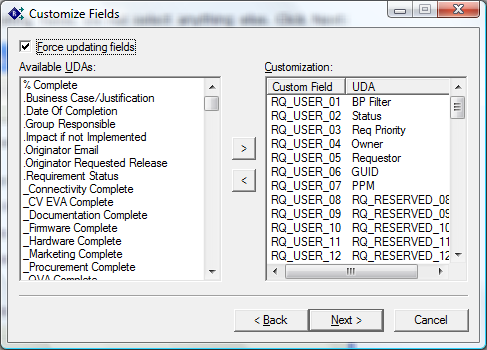 Customize Fields
Force updating fields
Available UDAs:
% Complete
.Business Case/Justification
.Date Of Completion
.Group Responsible
.Impact if not Implemented
.Originator Email
.Originator Requested Release
.Requirement Status
_Connectivity Complete
_CV EVA Complete
_Documentation Complete
_Firmware Complete
_Hardware Complete
_Marketing Complete
_Procurement Complete
>
<
Customization:
Custom Field UDA
RQ_USER_01 BP Filter
RQ_USER_02 Status
RQ_USER_03 Req Priority
RQ_USER_04 Owner
RQ_USER_05 Requestor
RQ_USER_06 GUID
RQ_USER_07 PPM
RQ_USER_08 RQ_RESERVED_08
RQ_USER_09 RQ_RESERVED_09
RQ_USER_10 RQ_RESERVED_10
RQ_USER_11 RQ_RESERVED_11
RQ_USER_12 RQ_RESERVED_12
< Back
Next >
Cancel